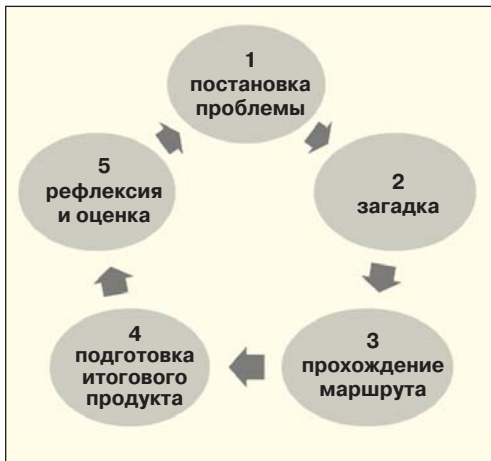 1
постановка
проблемы
2
загадка
3
прохождение
маршрута
4
подготовка
итогового
продукта
5
рефлексия
и оценка